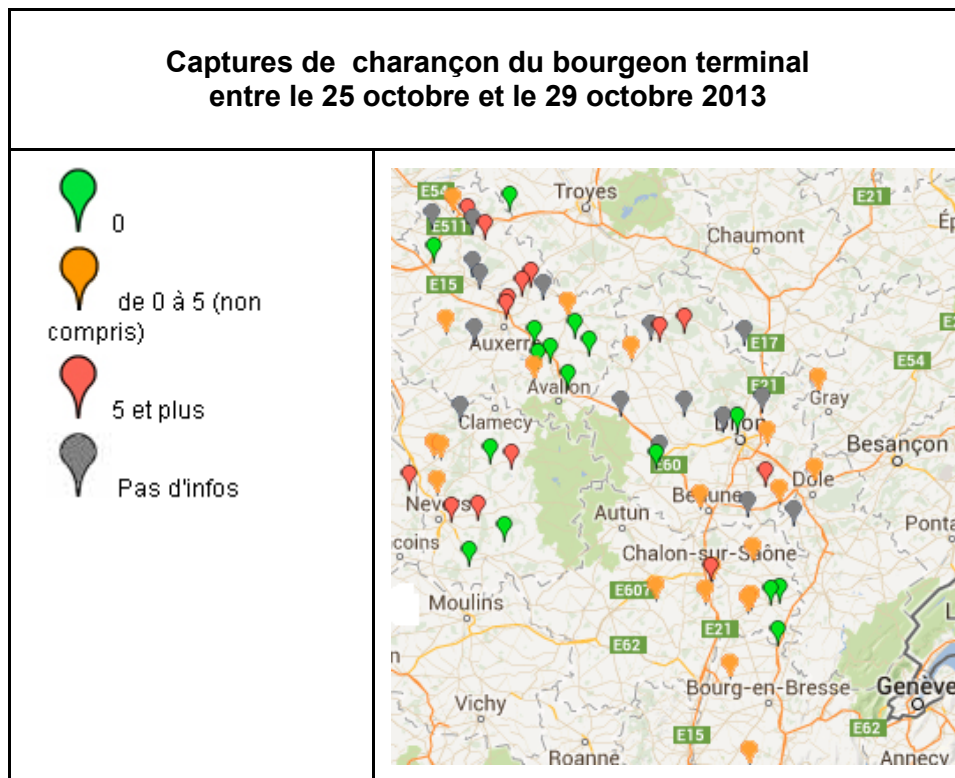 Captures de charançon du bourgeon terminal
entre le 25 octobre et le 29 octobre 2013
0
de 0 à 5 (non
compris)
5 et plus
Pas d'infos
E54
Troyes
E21
E511
Ép
Chaumont
E15
E2
Auxerre
E17
E54
Avallon
E21
Gray
Clamecy
Dijon
Besançon
E60
Dole
Nevers
Beaune
Autun
Ponta
coins
Chalon-sur-Saône
E607
Moulins
E21
L
E62
n
Bourg-en-Bresse
Genève
Vichy
E15
E62
Roanne
Annecy